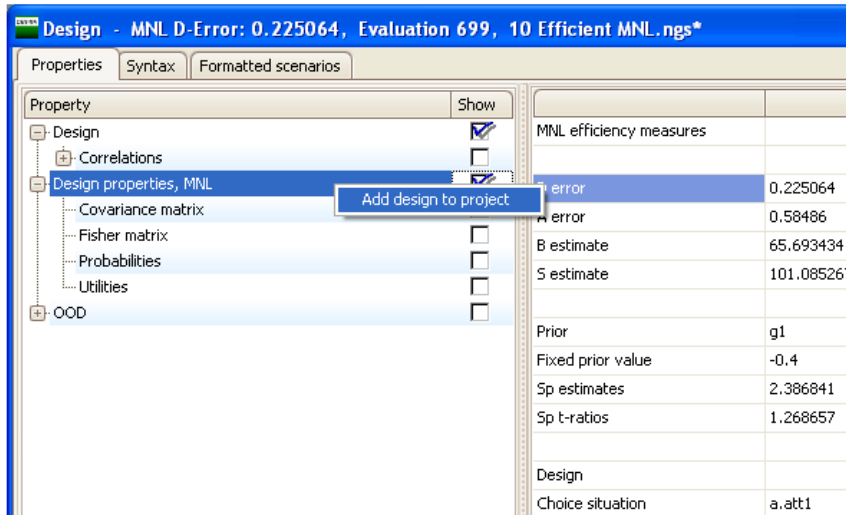 Design - MNL D-Error: 0.225064, Evaluation 699, 10 Efficient MNL.ngs*
Properties Syntax Formatted scenarios
Property Show
Design
Correlations
Design properties, MNL
Add design to project
Covariance matrix
Fisher matrix
Probabilities
Utilities
OOD
MNL efficiency measures
error 0.225064
A error 0.58486
B estimate 65.693434
S estimate 101.085267
Prior g1
Fixed prior value -0.4
Sp estimates 2.386841
Sp t-ratios 1.268657
Design
Choice situation a.att1